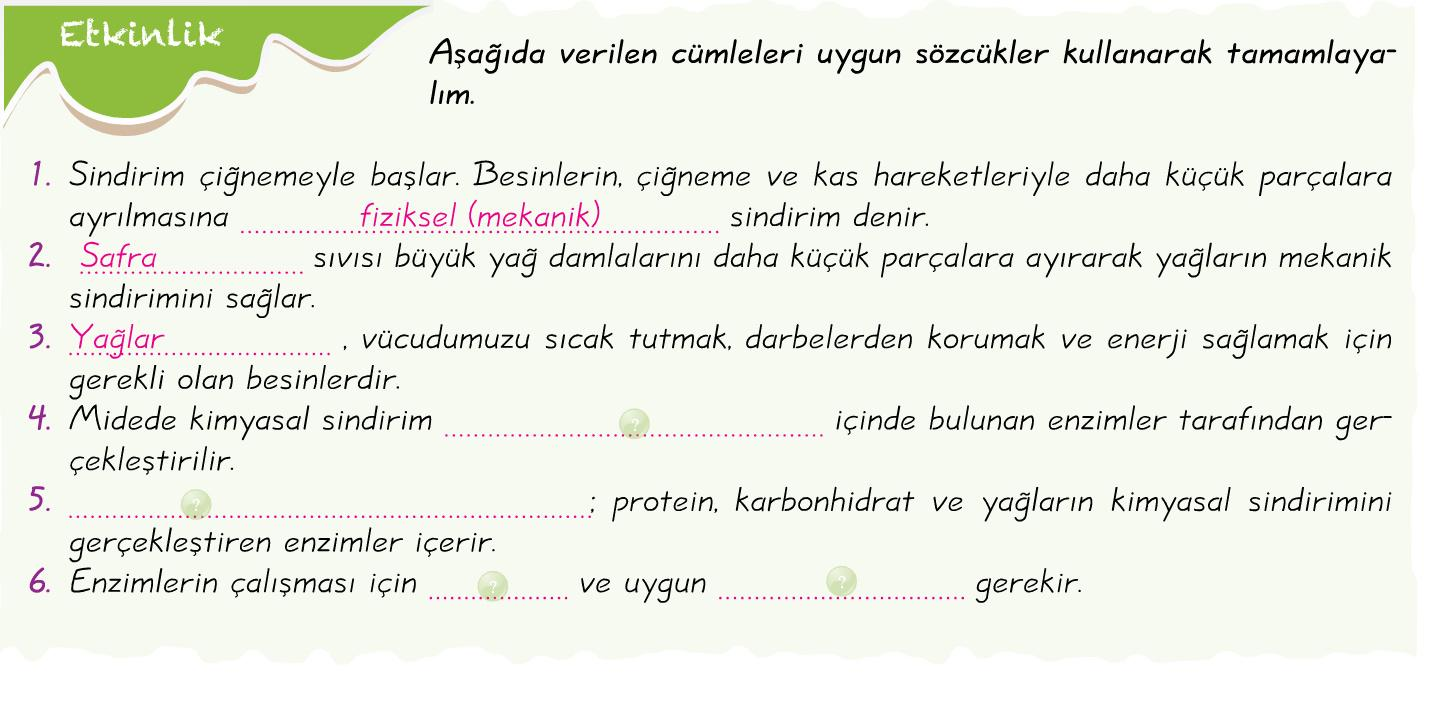 Etkinlik
Aşağıda verilen cümleleri uygun sözcükler kullanarak tamamlaya-
lım.
1. Sindirim çiğnemeyle başlar. Besinlerin, çiğneme ve kas hareketleriyle daha küçük parçalara
ayrılmasına fiziksel (mekanik) sindirim denir.
2. Safra sıvısı büyük yağ damlalarını daha küçük parçalara ayırarak yağların mekanik
sindirimini sağlar.
3. Yağlar , vücudumuzu sıcak tutmak, darbelerden korumak ve enerji sağlamak için
gerekli olan besinlerdir.
4. Midede kimyasal sindirim ? içinde bulunan enzimler tarafından ger-
çekleştirilir.
5. ? ; protein, karbonhidrat ve yağların kimyasal sindirimini
gerçekleştiren enzimler içerir.
6. Enzimlerin çalışması için ? ve uygun ? gerekir.